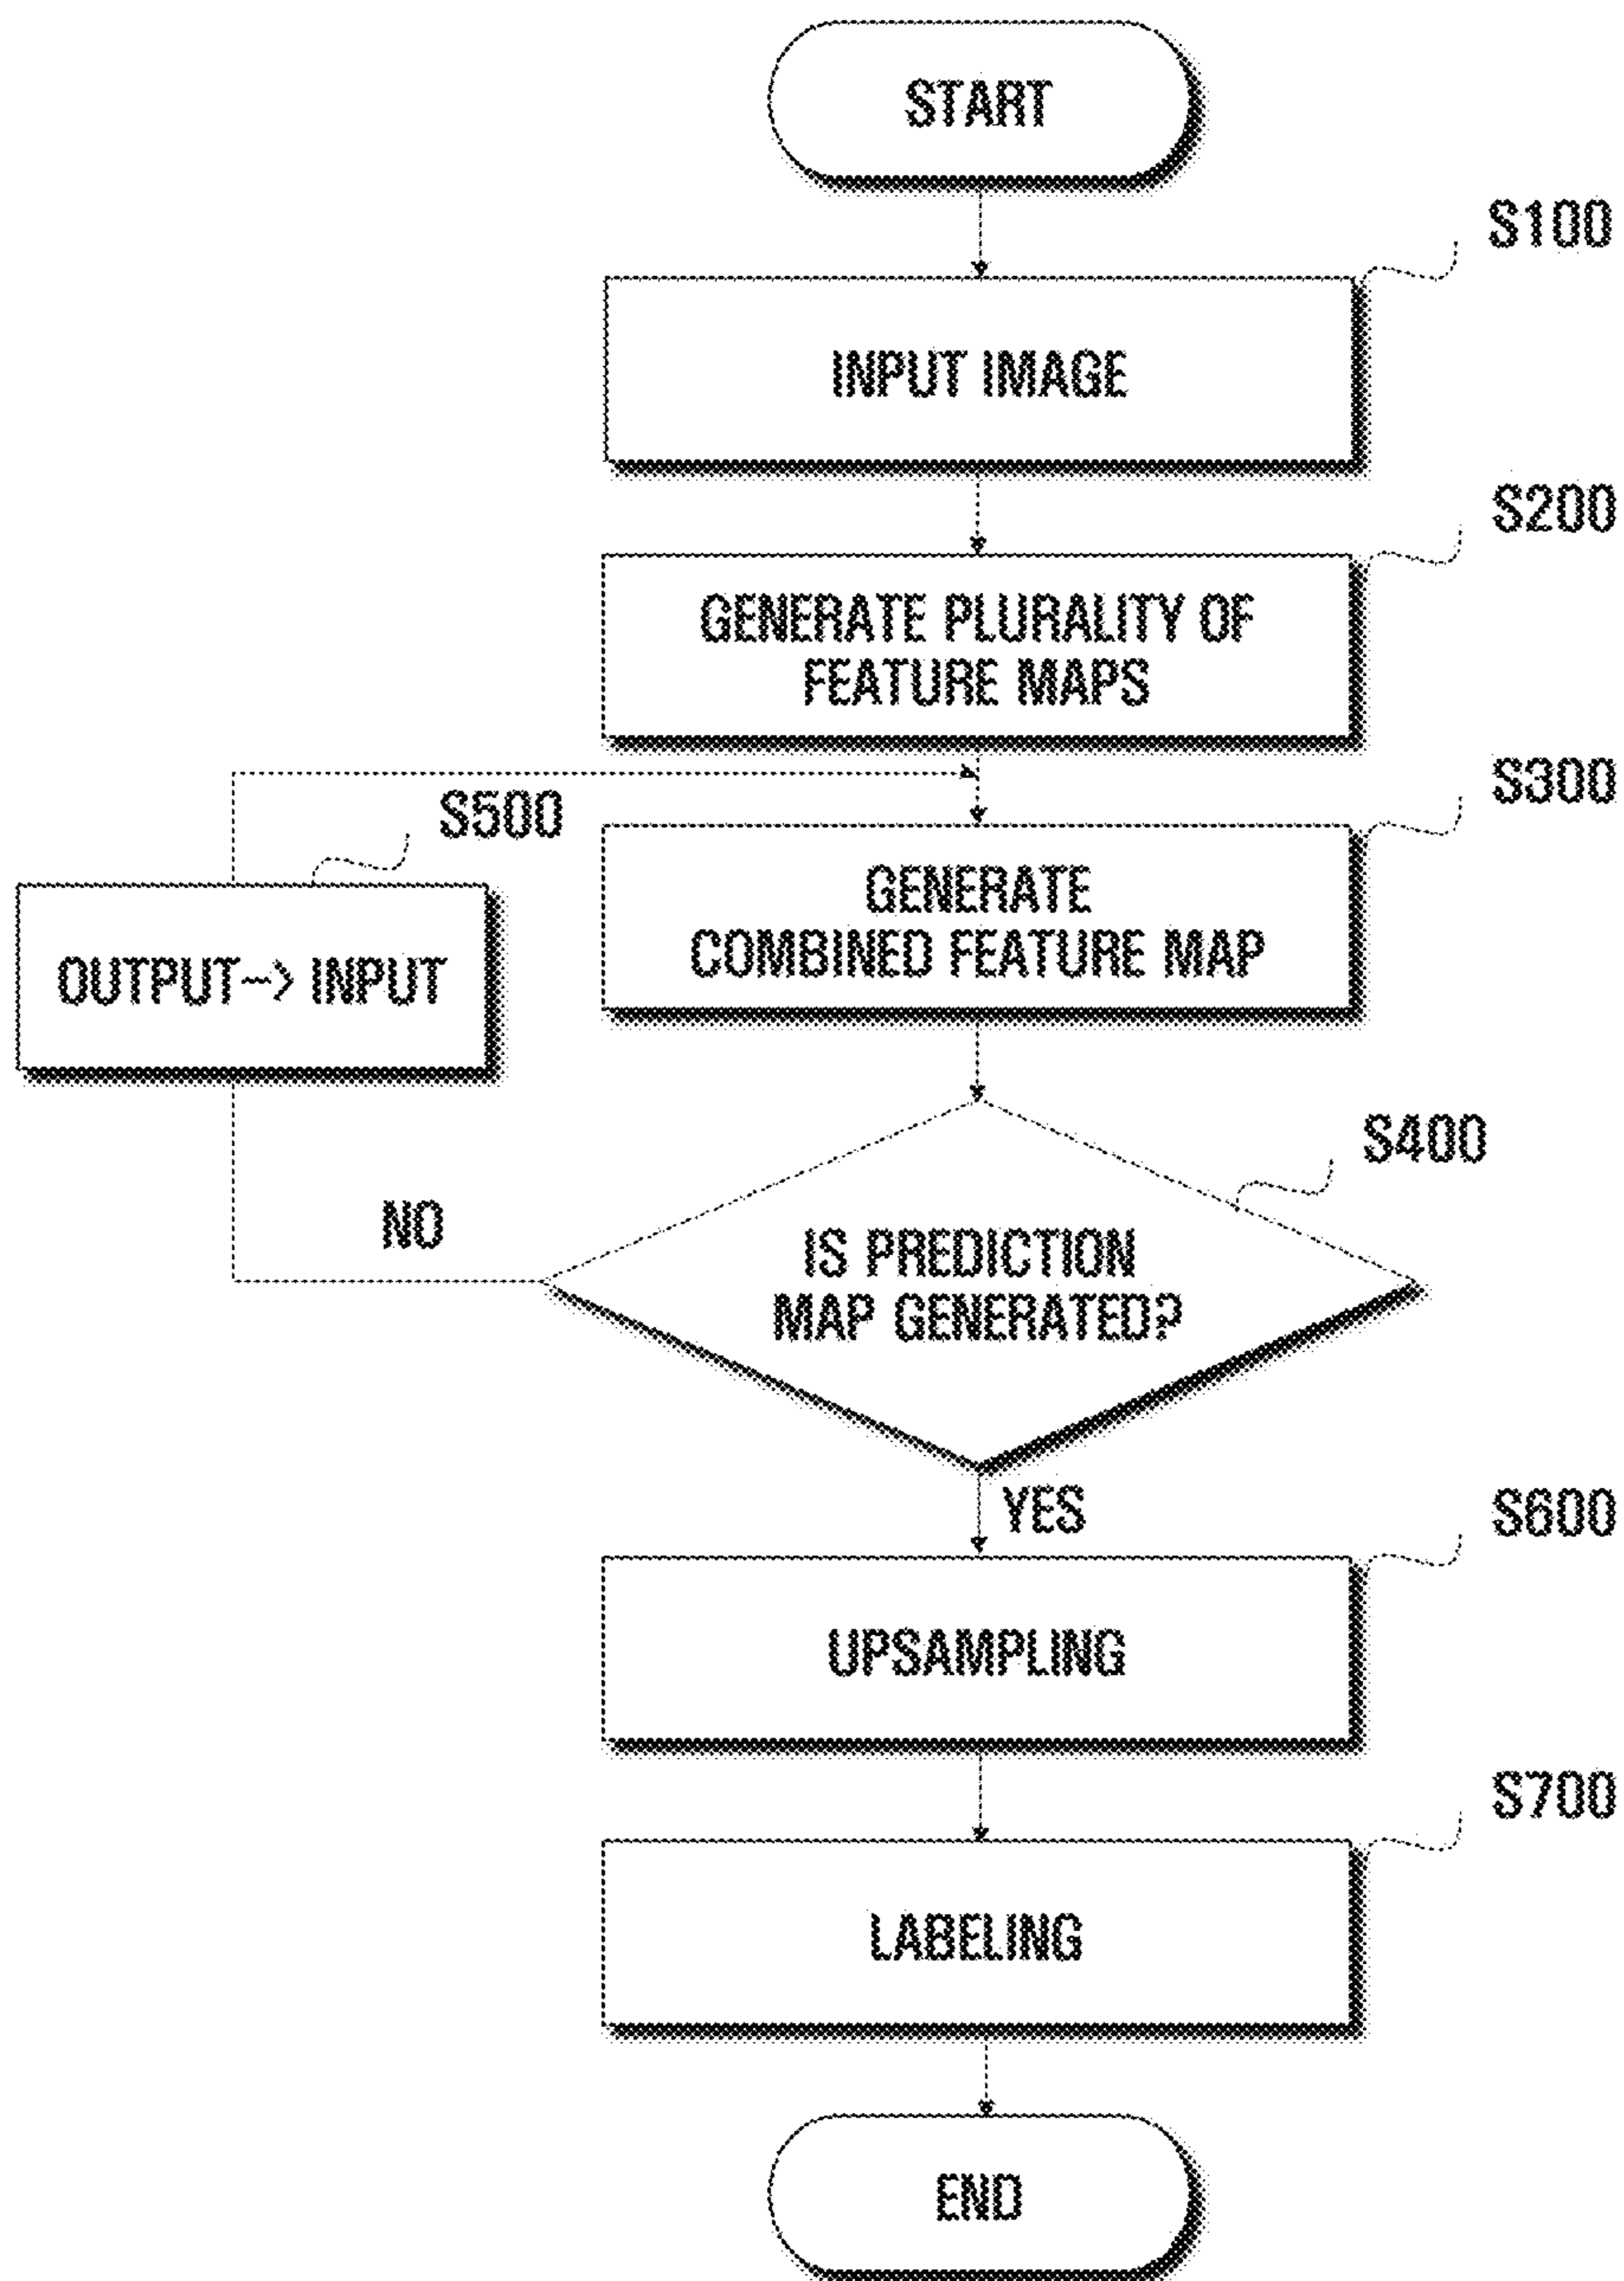 START
S100
INPUT IMAGE
S200
GENERATE PLURALITY OF
FEATURE MAPS
S300
S500
GENERATE
COMBINED FEATURE MAP
OUTPUT--> INPUT
S400
NO
IS PREDICTION
MAP GENERATED?
YES
S600
UPSAMPLING
S700
LABELING
END